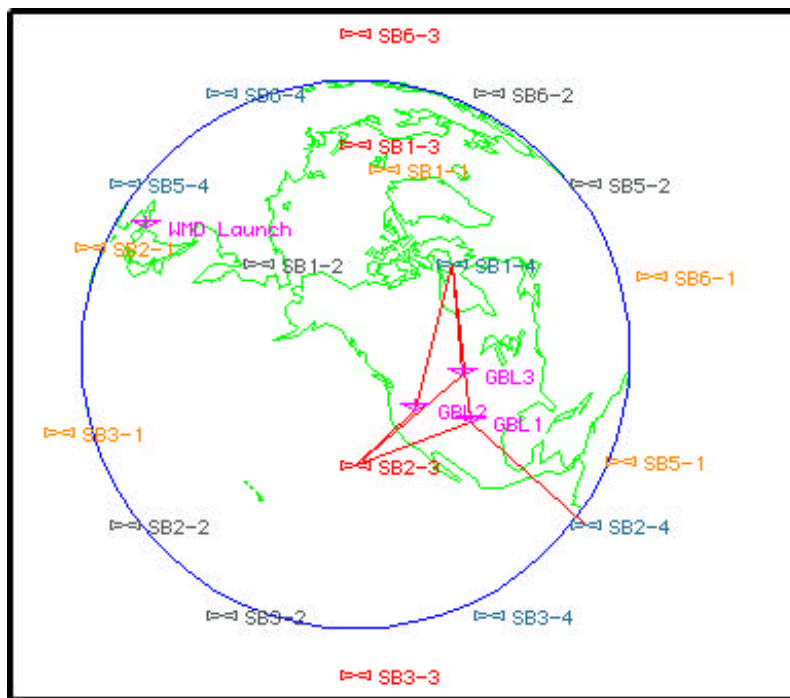 SB6-3
SB6-4
SB6-2
SB1-3
SB1-1
SB5-4
SB5-2
WMD Launch
SB2-1
SB1-2
SB1-4
SB6-1
GBL3
GBL2
GBL1
SB3-1
SB2-3
SB5-1
SB2-2
SB2-4
SB3-2
SB3-4
SB3-3